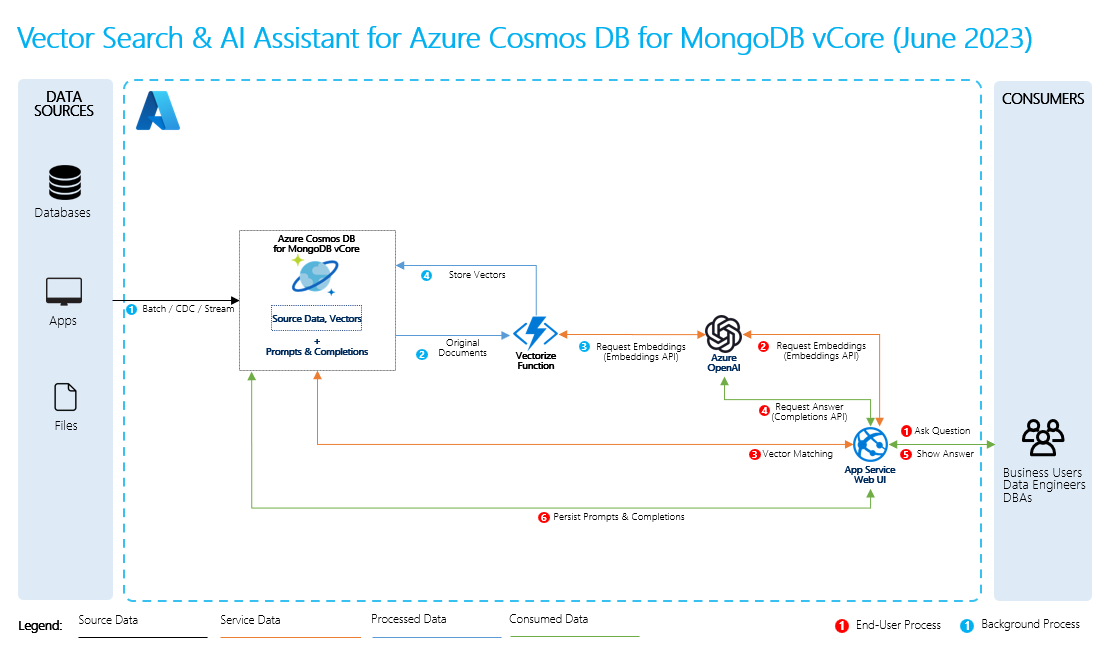 Vector Search & AI Assistant for Azure Cosmos DB for MongoDB vCore (June 2023)
DATA
SOURCES
Databases
Apps
Files
1 Batch / CDC / Stream
Azure Cosmos DB
for MongoDB vCore
Source Data, Vectors
+
Prompts & Completions
4 Store Vectors
2 Original
Documents
Vectorize
Function
3 Request Embeddings
(Embeddings API)
Azure
OpenAI
2 Request Embeddings
(Embeddings API)
4 Request Answer
(Completions API)
3 Vector Matching
App Service
Web UI
1 Ask Question
5 Show Answer
6 Persist Prompts & Completions
CONSUMERS
Business Users
Data Engineers
DBAs
Legend:
Source Data
Service Data
Processed Data
Consumed Data
1 End-User Process
1 Background Process